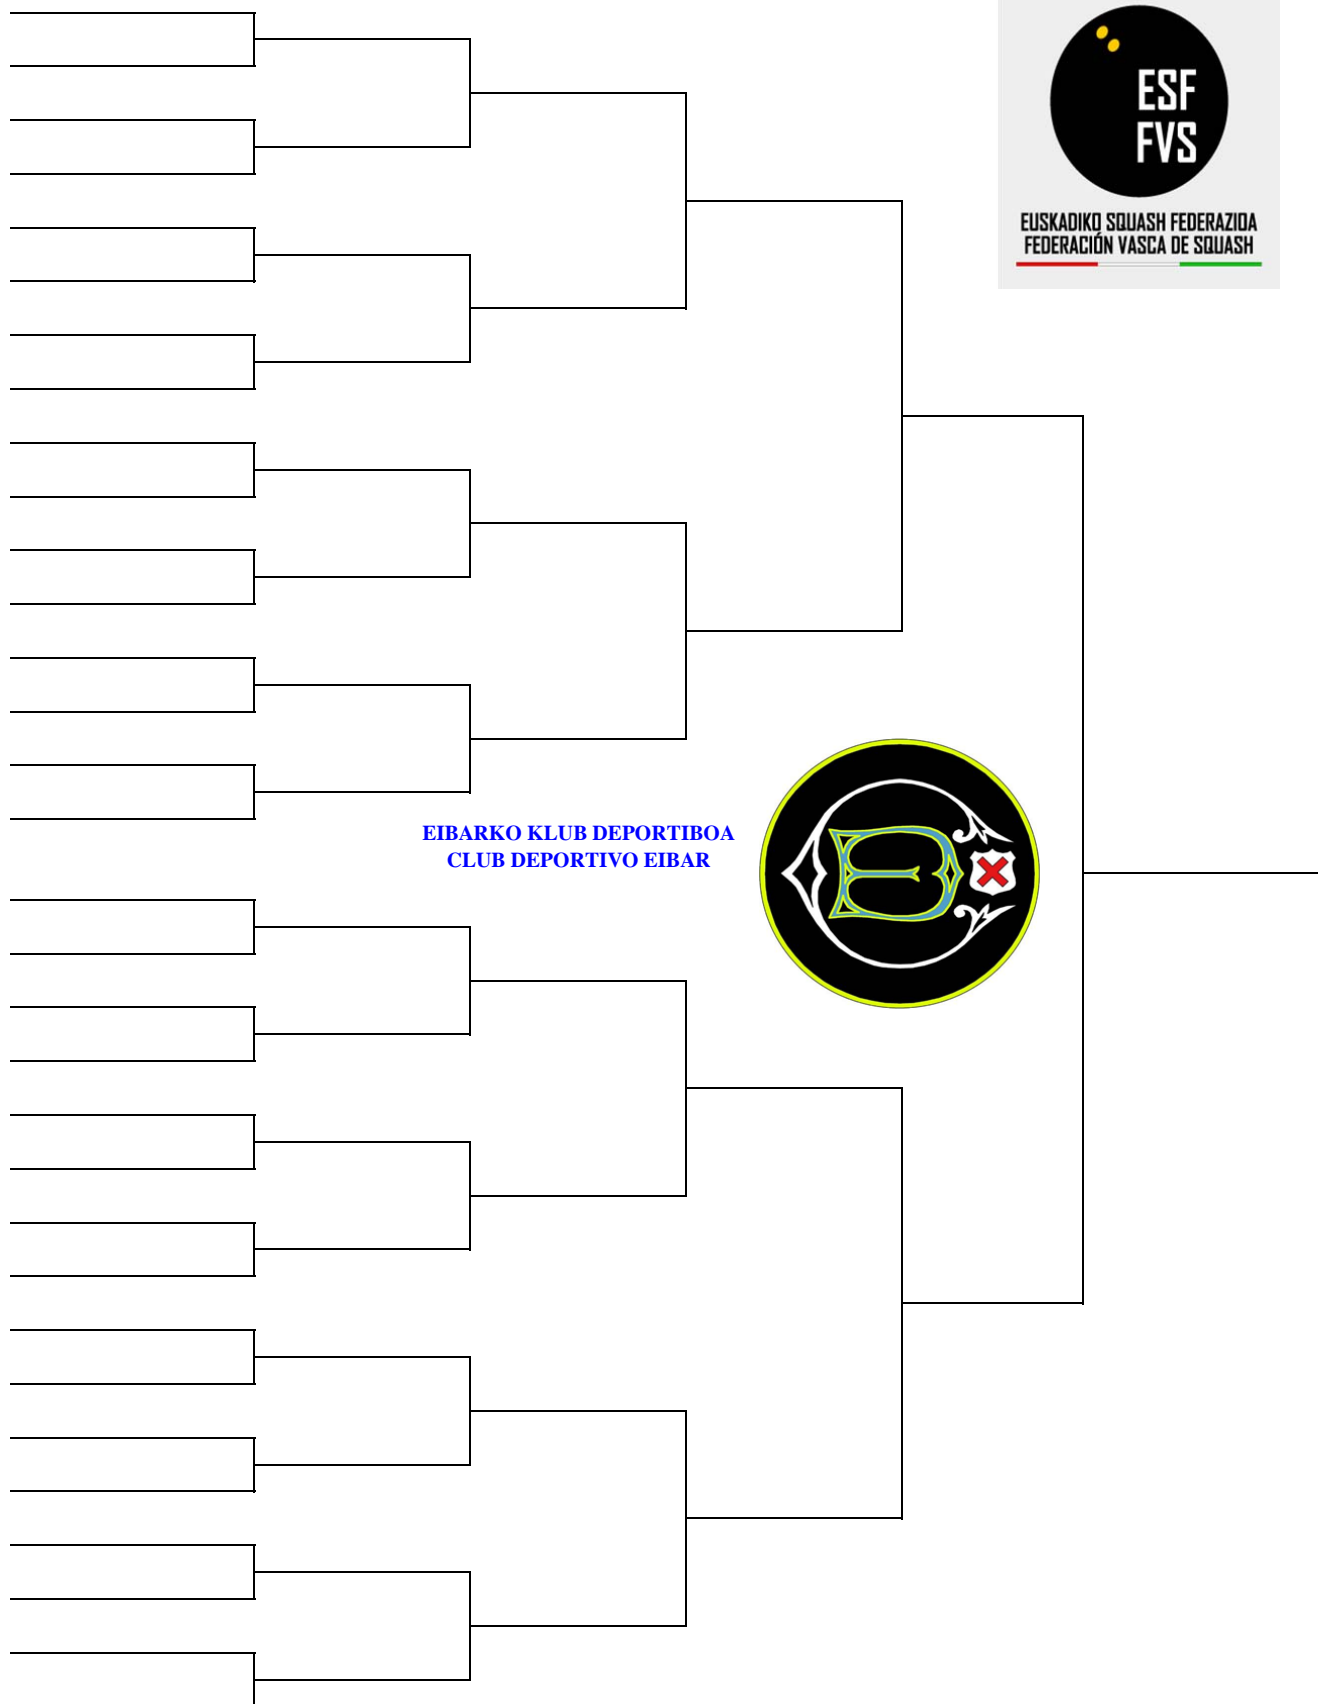 ESF
FVS
EUSKADIKO SQUASH FEDERAZIOA
FEDERACIÓN VASCA DE SQUASH
EIBARKO KLUB DEPORTIBOA
CLUB DEPORTIVO EIBAR